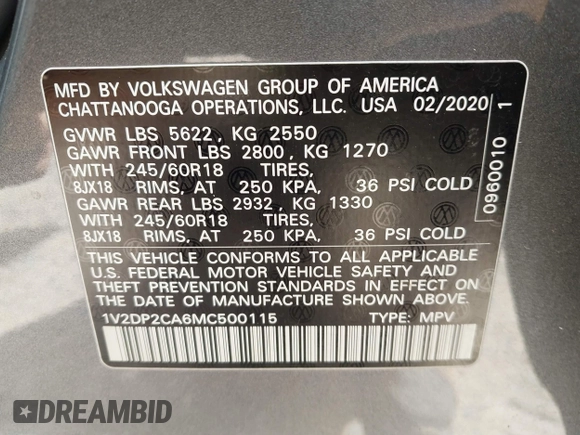 MFD BY VOLKSWAGEN GROUP OF AMERICA
CHATTANOOGA OPERATIONS, LLC. USA 02/2020
GVWR LBS 5622, KG 2550
GAWR FRONT LBS 2800, KG 1270
WITH 245/60R18 TIRES,
8JX18 RIMS, AT 250 KPA, 36 PSI COLD
GAWR REAR LBS 2932, KG 1330
WITH 245/60R18 TIRES,
8JX18 RIMS, AT 250 KPA, 36 PSI COLD
THIS VEHICLE CONFORMS TO ALL APPLICABLE
U.S. FEDERAL MOTOR VEHICLE SAFETY AND
THEFT PREVENTION STANDARDS IN EFFECT ON
THE DATE OF MANUFACTURE SHOWN ABOVE.
1V2DP2CA6MC500115 TYPE: MPV
0960010 1
DREAMBID